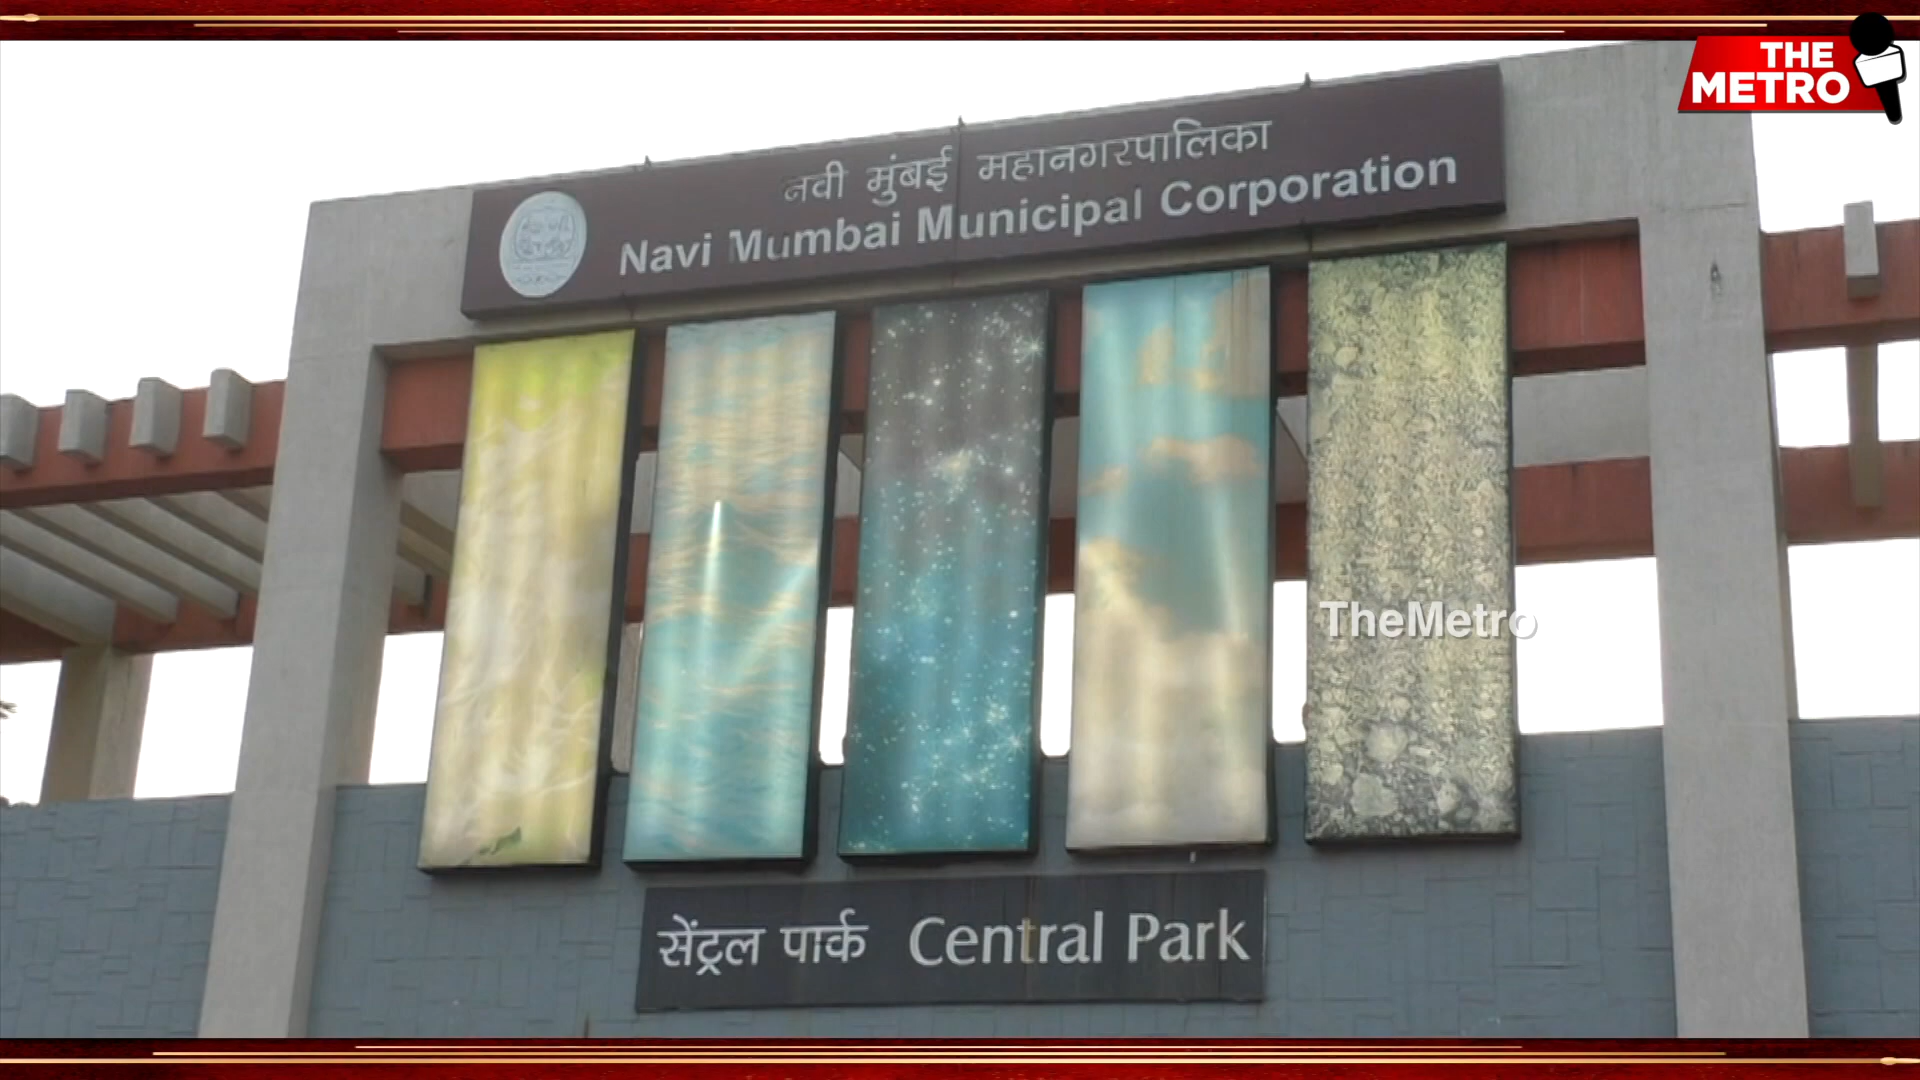 THE
METRO
नवी मुंबई महानगरपालिका
Navi Mumbai Municipal Corporation
TheMetro
सेंट्रल पार्क Central Park